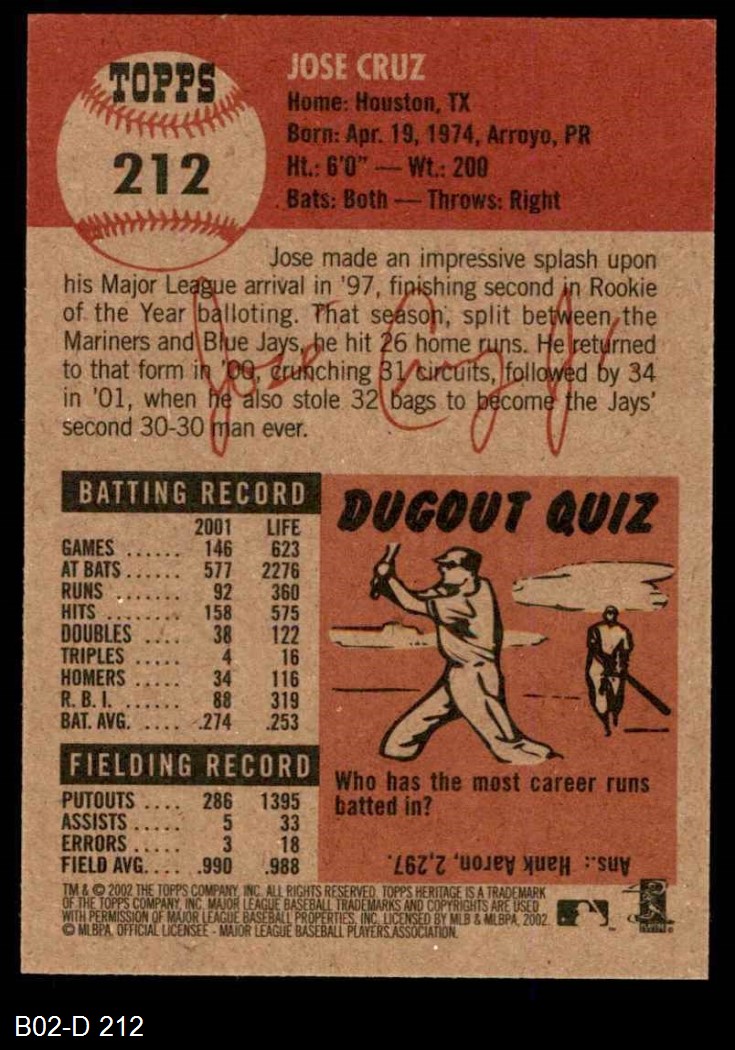 TOPPS
212
JOSE CRUZ
Home: Houston, TX
Born: Apr. 19, 1974, Arroyo, PR
Ht.: 6'0" — Wt.: 200
Bats: Both — Throws: Right
Jose made an impressive splash upon
his Major League arrival in '97, finishing second in Rookie
of the Year balloting. That season, split between the
Mariners and Blue Jays, he hit 26 home runs. He returned
to that form in '00, crunching 31 circuits, followed by 34
in '01, when he also stole 32 bags to become the Jays'
second 30-30 man ever.
José Cruz Jr.
BATTING RECORD
2001 LIFE
GAMES ...... 146 623
AT BATS ...... 577 2276
RUNS ...... 92 360
HITS ...... 158 575
DOUBLES .... 38 122
TRIPLES ..... 4 16
HOMERS ..... 34 116
R. B. I. ...... 88 319
BAT. AVG. .... .274 .253
FIELDING RECORD
PUTOUTS .... 286 1395
ASSISTS ..... 5 33
ERRORS ..... 3 18
FIELD AVG. ... .990 .988
DUGOUT QUIZ
Who has the most career runs
batted in?
Ans.: Hank Aaron, 2,297.
TM & © 2002 THE TOPPS COMPANY, INC. ALL RIGHTS RESERVED. TOPPS HERITAGE IS A TRADEMARK
OF THE TOPPS COMPANY, INC. MAJOR LEAGUE BASEBALL TRADEMARKS AND COPYRIGHTS ARE USED
WITH PERMISSION OF MAJOR LEAGUE BASEBALL PROPERTIES, INC. LICENSED BY MLB & MLBPA, 2002.
© MLBPA, OFFICIAL LICENSEE - MAJOR LEAGUE BASEBALL PLAYERS ASSOCIATION.
B02-D 212